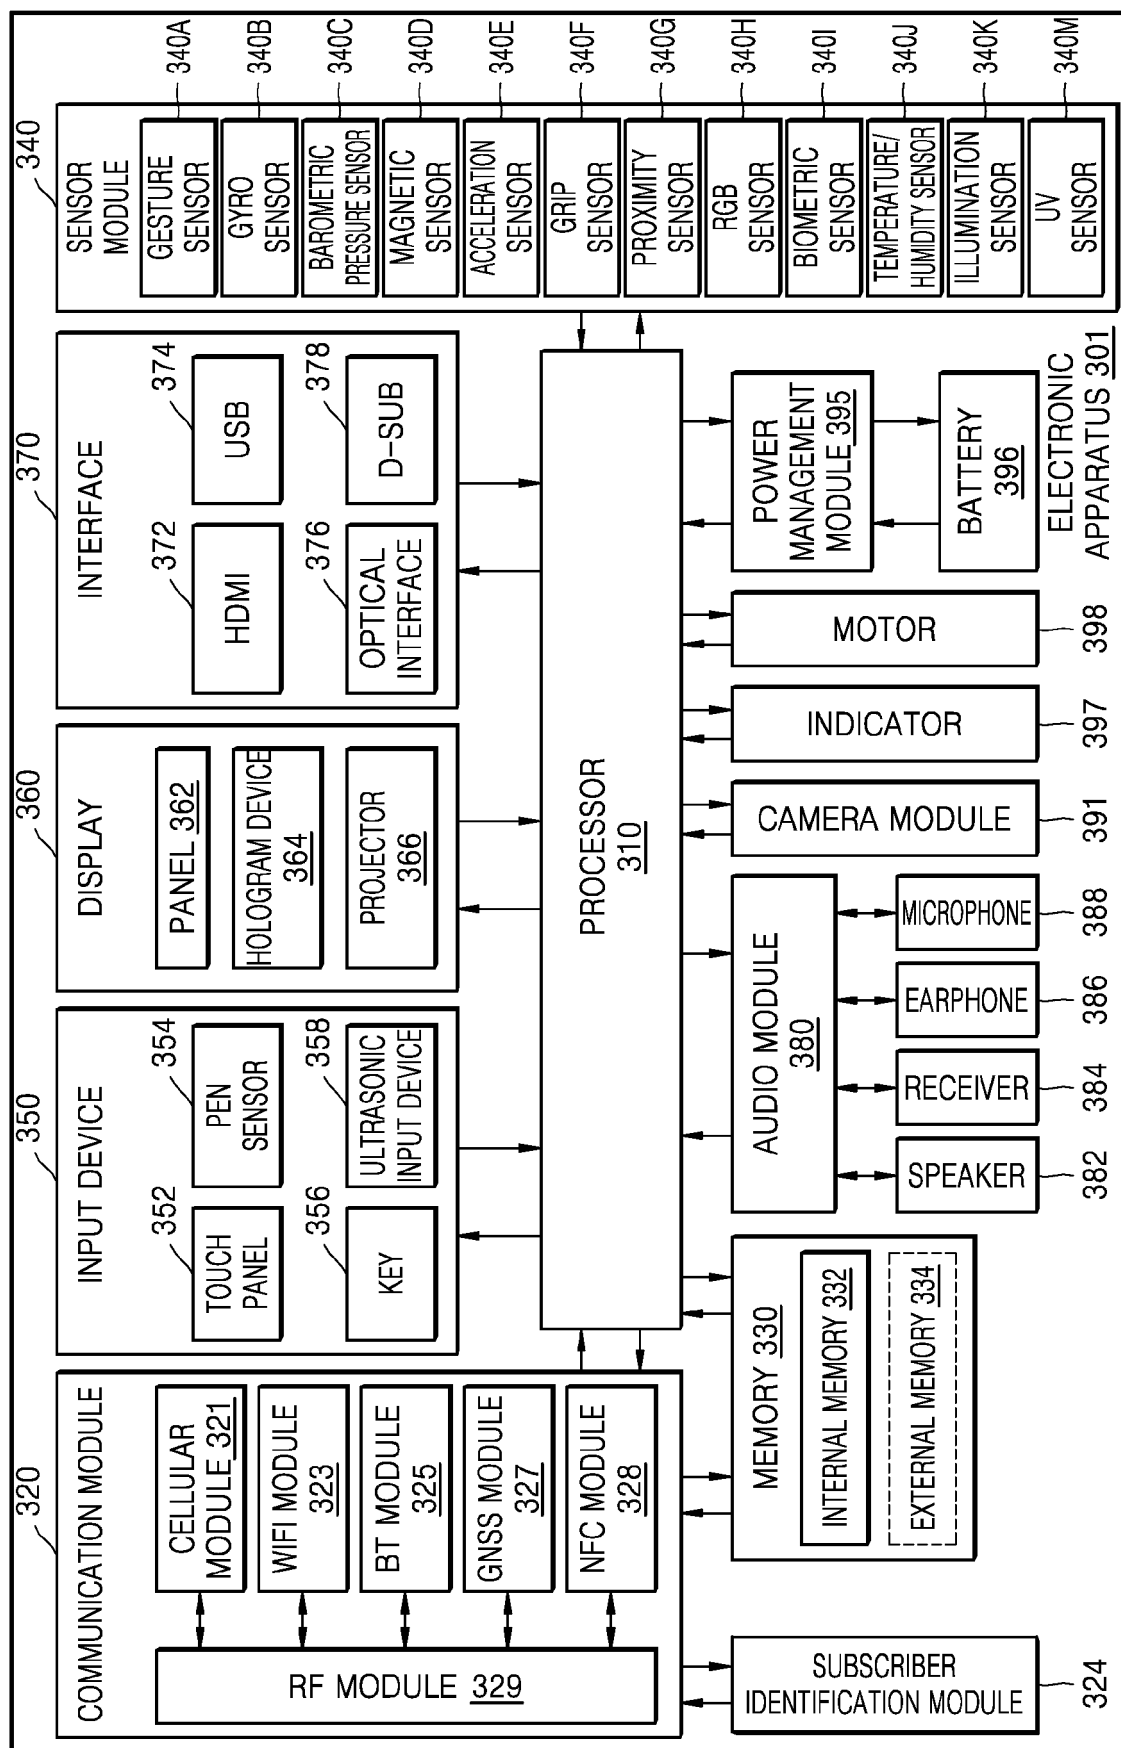 320
COMMUNICATION MODULE
CELLULAR
MODULE 321
WIFI MODULE
323
BT MODULE
325
GNSS MODULE
327
NFC MODULE
328
RF MODULE 329
350
INPUT DEVICE
352
TOUCH
PANEL
354
PEN
SENSOR
356
KEY
358
ULTRASONIC
INPUT DEVICE
360
DISPLAY
PANEL 362
HOLOGRAM DEVICE
364
PROJECTOR
366
370
INTERFACE
372
HDMI
374
USB
376
OPTICAL
INTERFACE
378
D-SUB
340
SENSOR
MODULE
GESTURE
SENSOR
340A
GYRO
SENSOR
340B
BAROMETRIC
PRESSURE SENSOR
340C
MAGNETIC
SENSOR
340D
ACCELERATION
SENSOR
340E
GRIP
SENSOR
340F
PROXIMITY
SENSOR
340G
RGB
SENSOR
340H
BIOMETRIC
SENSOR
340I
TEMPERATURE/
HUMIDITY SENSOR
340J
ILLUMINATION
SENSOR
340K
UV
SENSOR
340M
PROCESSOR
310
SUBSCRIBER
IDENTIFICATION MODULE
324
MEMORY 330
INTERNAL MEMORY 332
EXTERNAL MEMORY 334
AUDIO MODULE
380
SPEAKER
382
RECEIVER
384
EARPHONE
386
MICROPHONE
388
CAMERA MODULE
391
INDICATOR
397
MOTOR
398
POWER
MANAGEMENT
MODULE 395
BATTERY
396
ELECTRONIC
APPARATUS 301